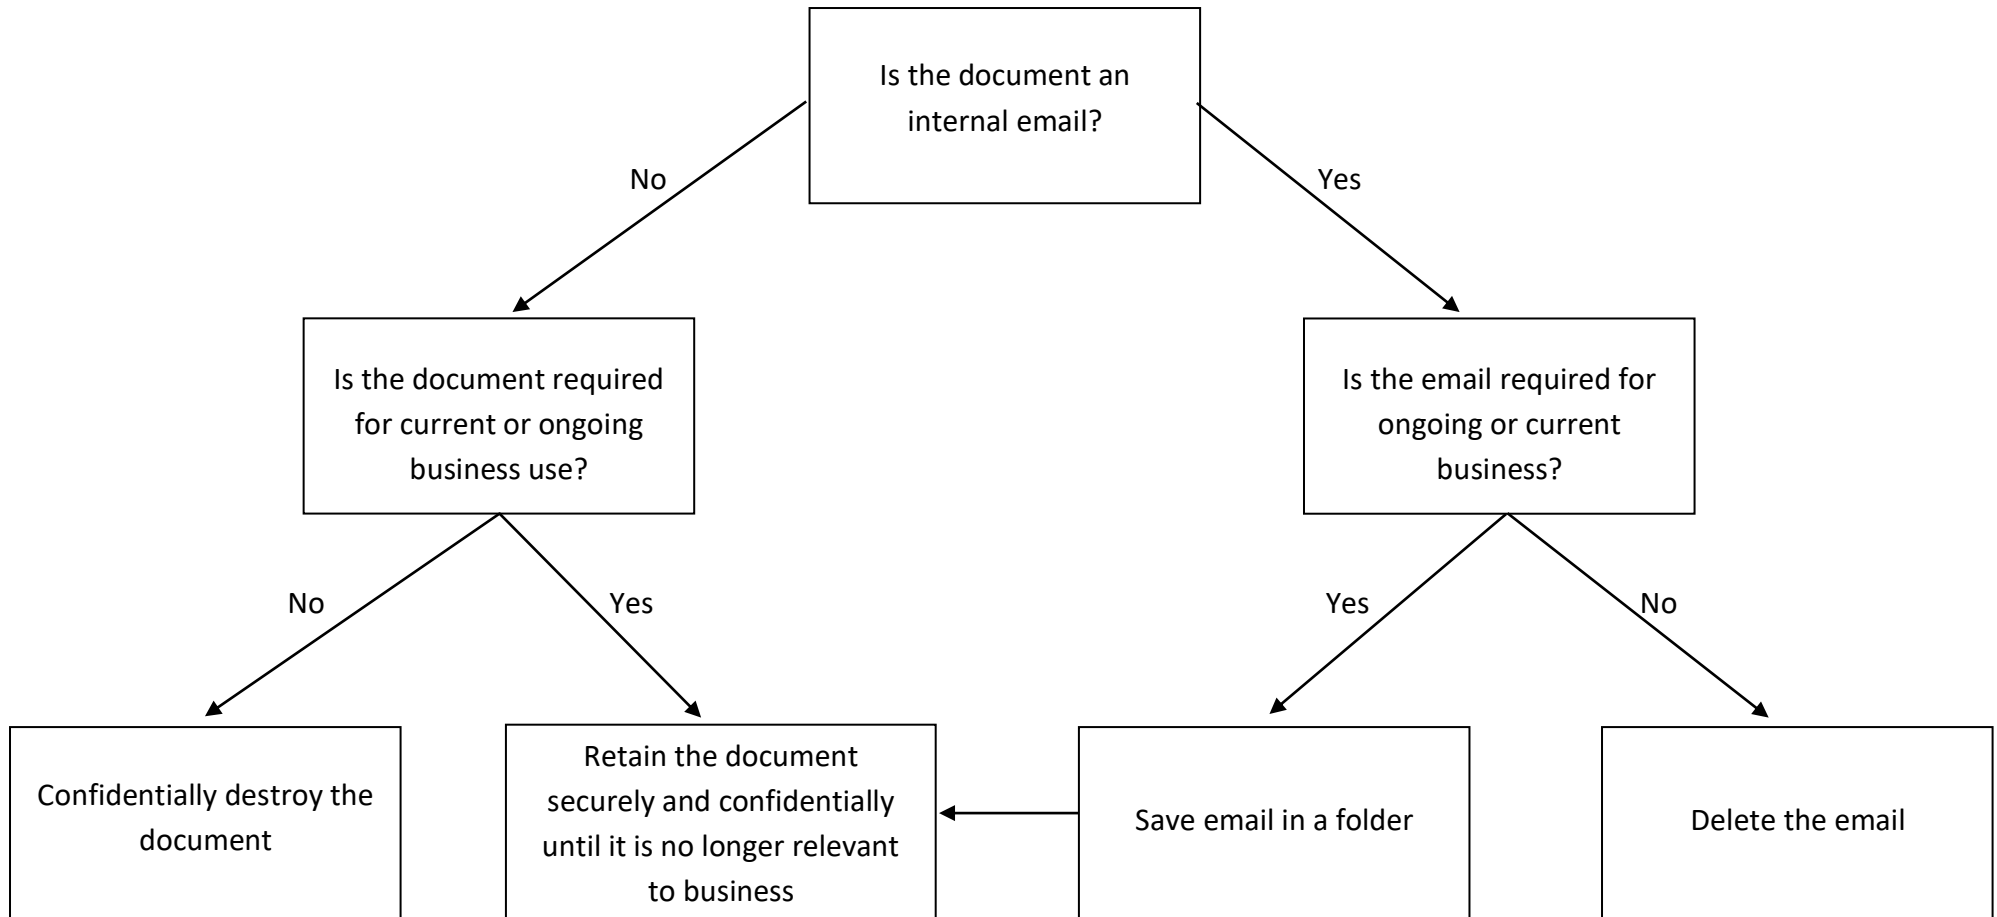 Is the document an
internal email?
No
Yes
Is the document required
for current or ongoing
business use?
Is the email required for
ongoing or current
business?
No
Yes
Yes
No
Confidentially destroy the
document
Retain the document
securely and confidentially
until it is no longer relevant
to business
Save email in a folder
Delete the email